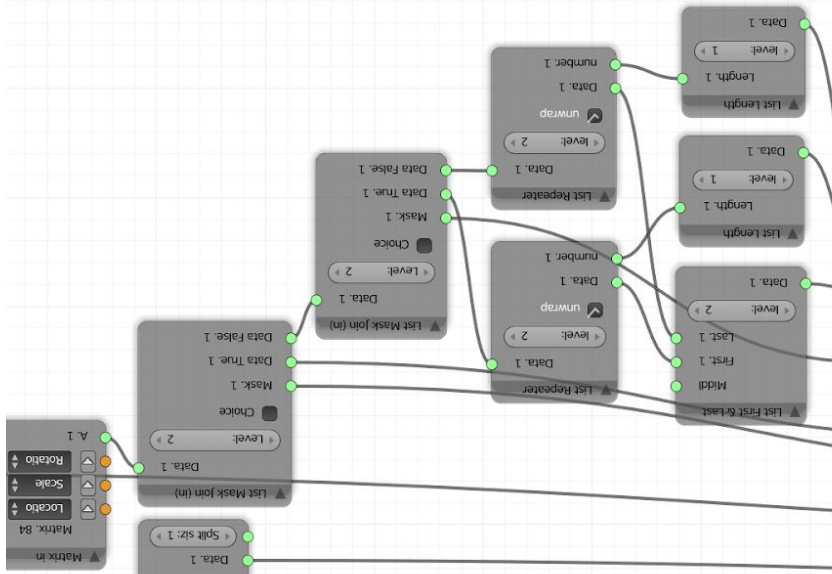 Data. 1
Split siz: 1
Matrix in
Matrix. 84
Locatio
Scale
Rotatio
A. 1
List Mask join (in)
Data. 1
Level: 2
Choice
Mask. 1
Data True. 1
Data False. 1
List First & Last
Middl
First. 1
Last. 1
level: 2
Data. 1
List Repeater
Data. 1
level: 2
unwrap
Data. 1
number. 1
List Mask join (in)
Data. 1
Level: 2
Choice
Mask. 1
Data True. 1
Data False. 1
List Length
Length. 1
level: 1
Data. 1
List Repeater
Data. 1
level: 2
unwrap
Data. 1
number. 1
List Length
Length. 1
level: 1
Data. 1